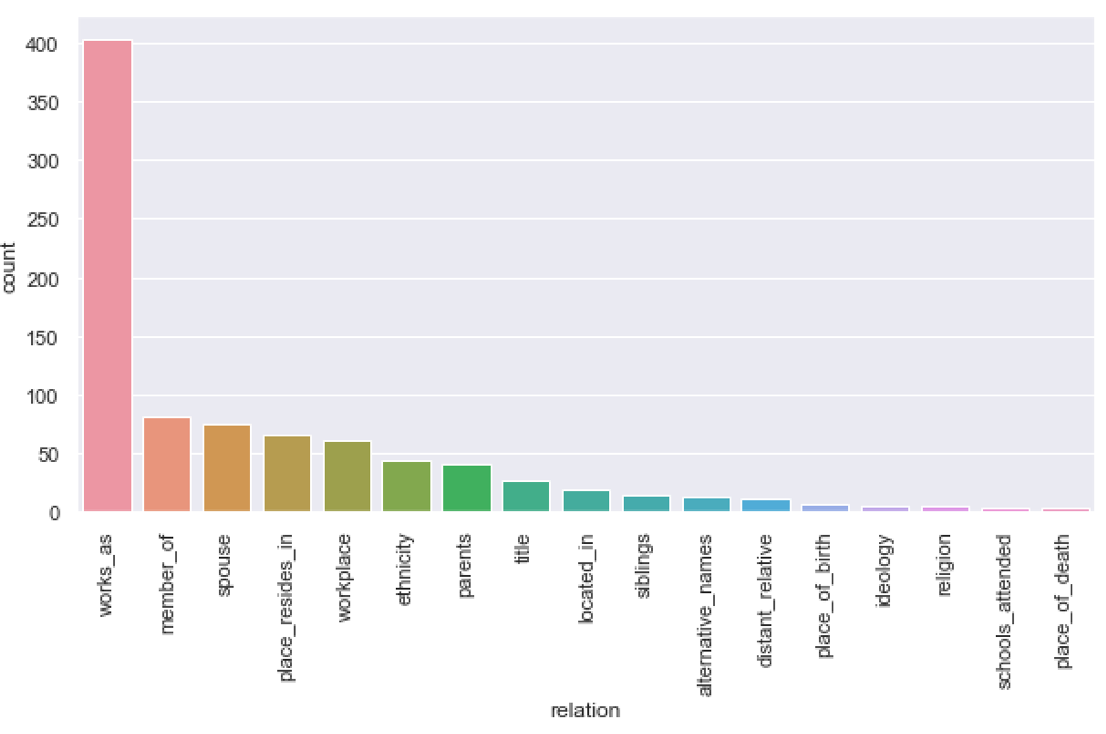 400
350
300
250
200
150
100
50
0
count
works_as
member_of
spouse
place_resides_in
workplace
ethnicity
parents
title
located_in
siblings
alternative_names
distant_relative
place_of_birth
ideology
religion
schools_attended
place_of_death
relation